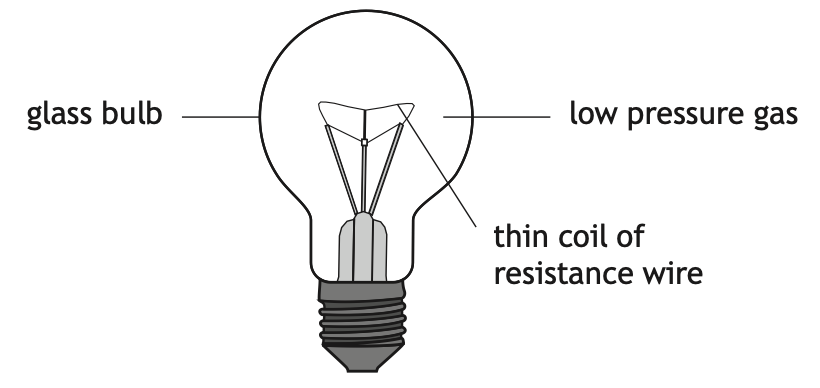 glass bulb
low pressure gas
thin coil of
resistance wire